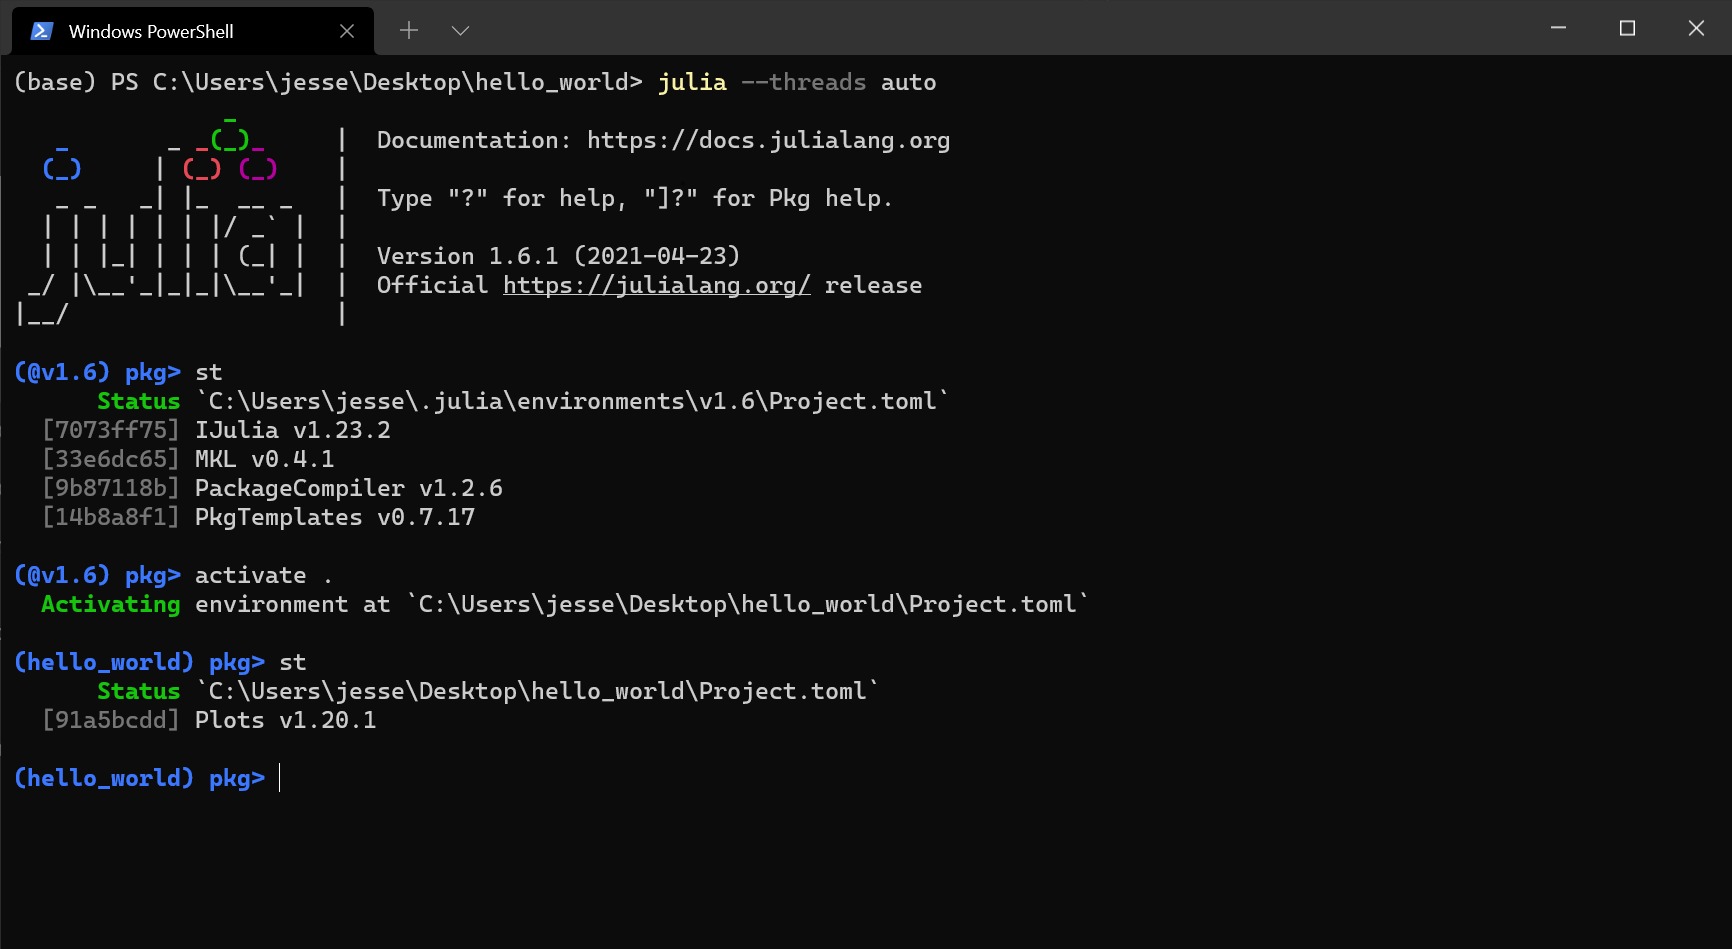 Windows PowerShell
(base) PS C:\Users\jesse\Desktop\hello_world> julia --threads auto
               _
   _       _ _(_)_     |  Documentation: https://docs.julialang.org
  (_)     | (_) (_)    |
   _ _   _| |_  __ _   |  Type "?" for help, "]?" for Pkg help.
  | | | | | | |/ _` |  |
  | | |_| | | | (_| |  |  Version 1.6.1 (2021-04-23)
 _/ |\__'_|_|_|\__'_|  |  Official https://julialang.org/ release
|__/                   |
(@v1.6) pkg> st
      Status `C:\Users\jesse\.julia\environments\v1.6\Project.toml`
  [7073ff75] IJulia v1.23.2
  [33e6dc65] MKL v0.4.1
  [9b87118b] PackageCompiler v1.2.6
  [14b8a8f1] PkgTemplates v0.7.17
(@v1.6) pkg> activate .
  Activating environment at `C:\Users\jesse\Desktop\hello_world\Project.toml`
(hello_world) pkg> st
      Status `C:\Users\jesse\Desktop\hello_world\Project.toml`
  [91a5bcdd] Plots v1.20.1
(hello_world) pkg>